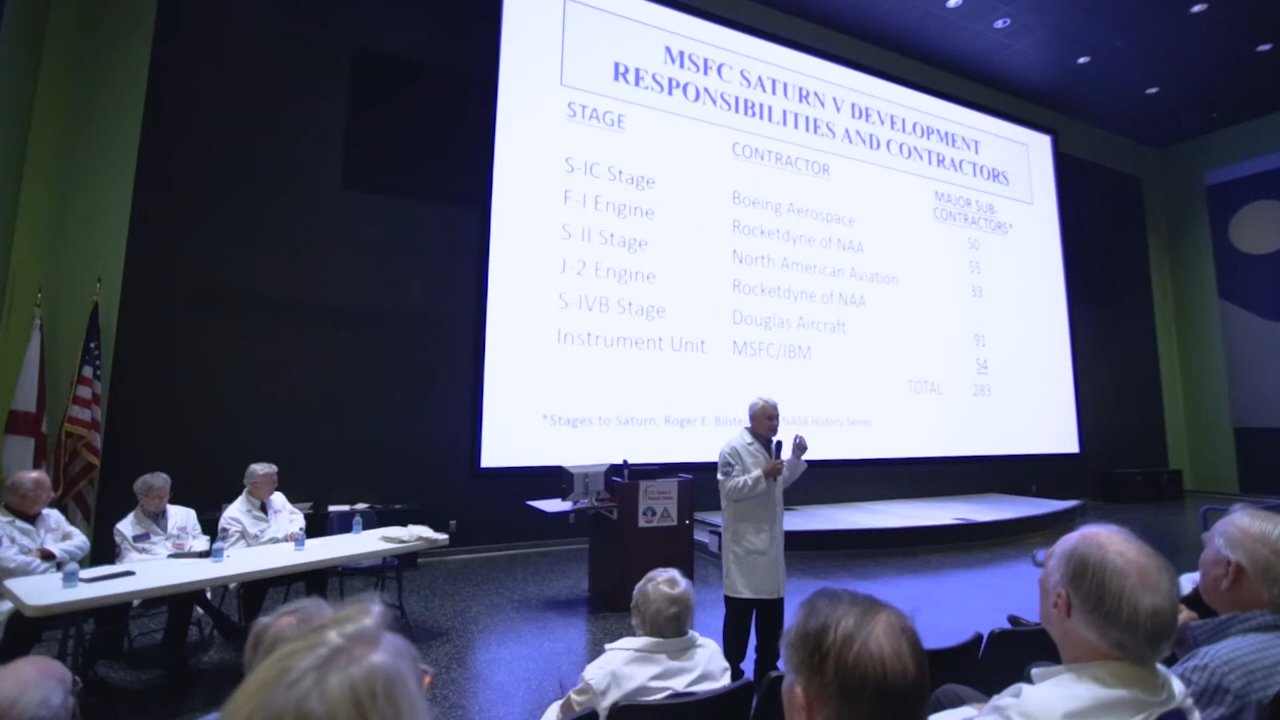 MSFC SATURN V DEVELOPMENT
RESPONSIBILITIES AND CONTRACTORS
STAGE CONTRACTOR MAJOR SUB-
CONTRACTORS*
S-IC Stage Boeing Aerospace 50
F-I Engine Rocketdyne of NAA 55
S-II Stage North American Aviation 33
J-2 Engine Rocketdyne of NAA
S-IVB Stage Douglas Aircraft 91
Instrument Unit MSFC/IBM 54
TOTAL 283
*Stages to Saturn, Roger E. NASA History Series